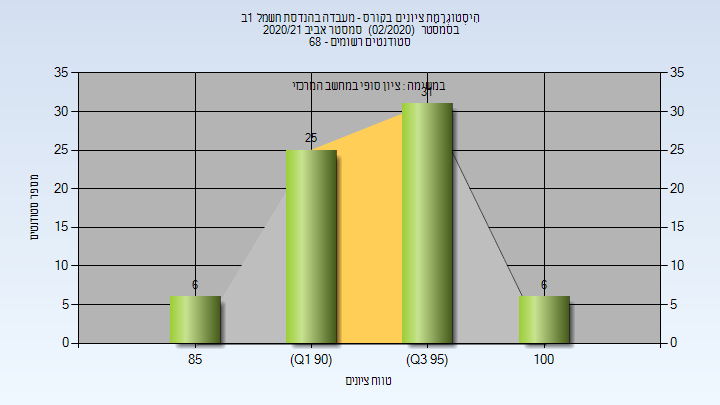 היסטוגרמת ציונים בקורס - מעבדה בהנדסת חשמל 1ב
בסמסטר (02/2020) סמסטר אביב 2020/21
סטודנטים רשומים - 68
במשימה : ציון סופי במחשב המרכזי
35
30
25
20
15
10
5
0
35
30
25
20
15
10
5
0
6
25
31
6
85
(Q1 90)
(Q3 95)
100
מספר סטודנטים
טווח ציונים